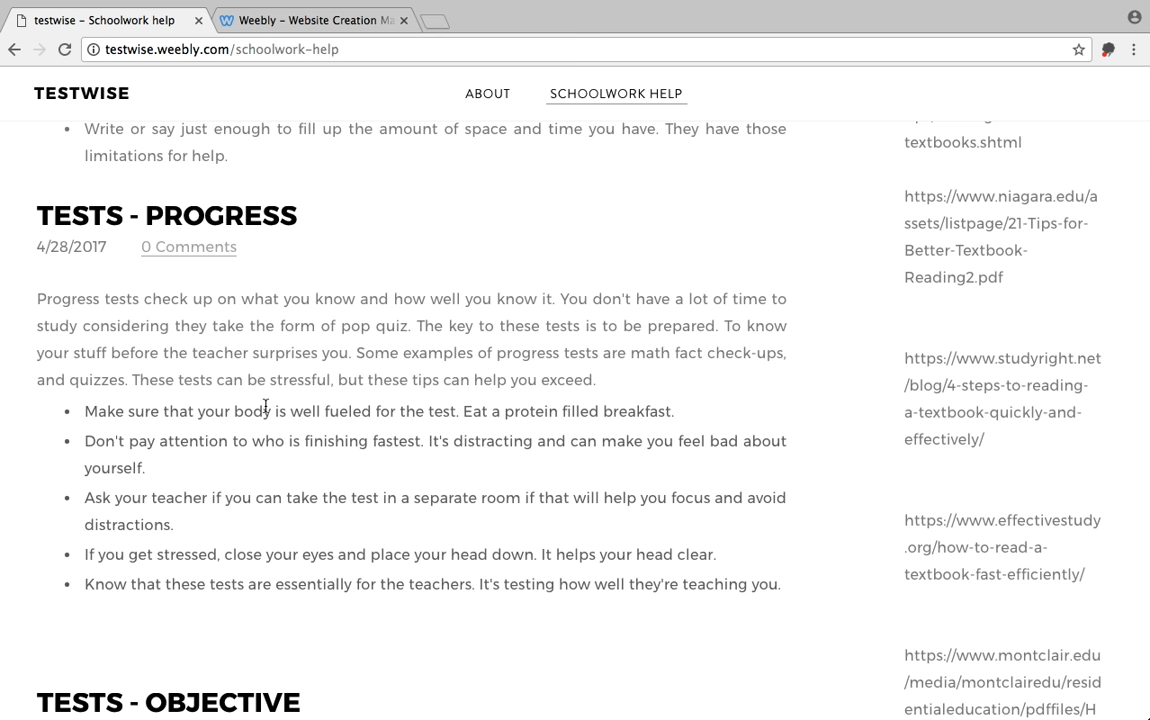 testwise – Schoolwork help
Weebly – Website Creation Ma
testwise.weebly.com/schoolwork-help
TESTWISE
ABOUT
SCHOOLWORK HELP
Write or say just enough to fill up the amount of space and time you have. They have those
limitations for help.
TESTS - PROGRESS
4/28/2017 0 Comments
Progress tests check up on what you know and how well you know it. You don't have a lot of time to
study considering they take the form of pop quiz. The key to these tests is to be prepared. To know
your stuff before the teacher surprises you. Some examples of progress tests are math fact check-ups,
and quizzes. These tests can be stressful, but these tips can help you exceed.
• Make sure that your body is well fueled for the test. Eat a protein filled breakfast.
• Don't pay attention to who is finishing fastest. It's distracting and can make you feel bad about
yourself.
• Ask your teacher if you can take the test in a separate room if that will help you focus and avoid
distractions.
• If you get stressed, close your eyes and place your head down. It helps your head clear.
• Know that these tests are essentially for the teachers. It's testing how well they're teaching you.
TESTS - OBJECTIVE
textbooks.shtml
https://www.niagara.edu/a
ssets/listpage/21-Tips-for-
Better-Textbook-
Reading2.pdf
https://www.studyright.net
/blog/4-steps-to-reading-
a-textbook-quickly-and-
effectively/
https://www.effectivestudy
.org/how-to-read-a-
textbook-fast-efficiently/
https://www.montclair.edu
/media/montclairedu/resid
entialeducation/pdffiles/H